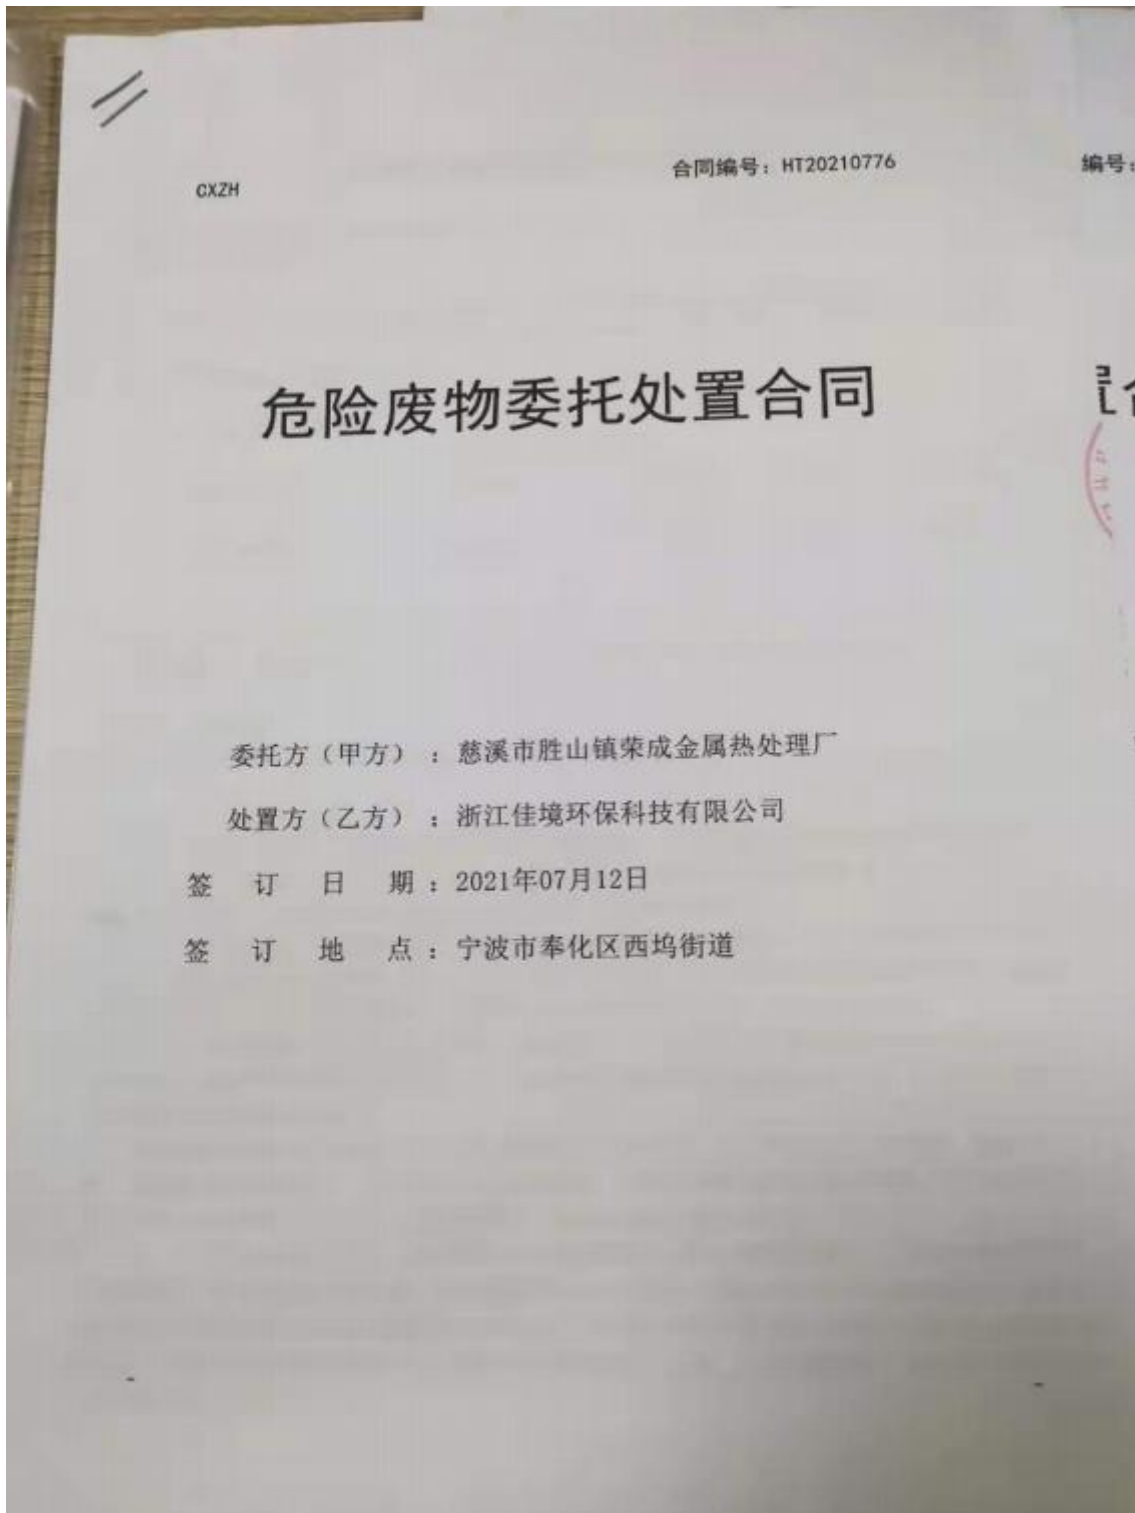 合同编号：HT20210776
编号：
CXZH
危险废物委托处置合同
委托方（甲方）：慈溪市胜山镇荣成金属热处理厂
处置方（乙方）：浙江佳境环保科技有限公司
签订日期：2021年07月12日
签订地点：宁波市奉化区西坞街道